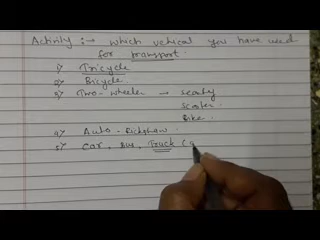 Activity :→ which vehical you have used
for transport.
1) Tricycle
2) Bicycle.
3) Two-wheeler → scooty
scooter
Bike.
4) Auto-Rickshaw.
5) Car, Bus, Truck (